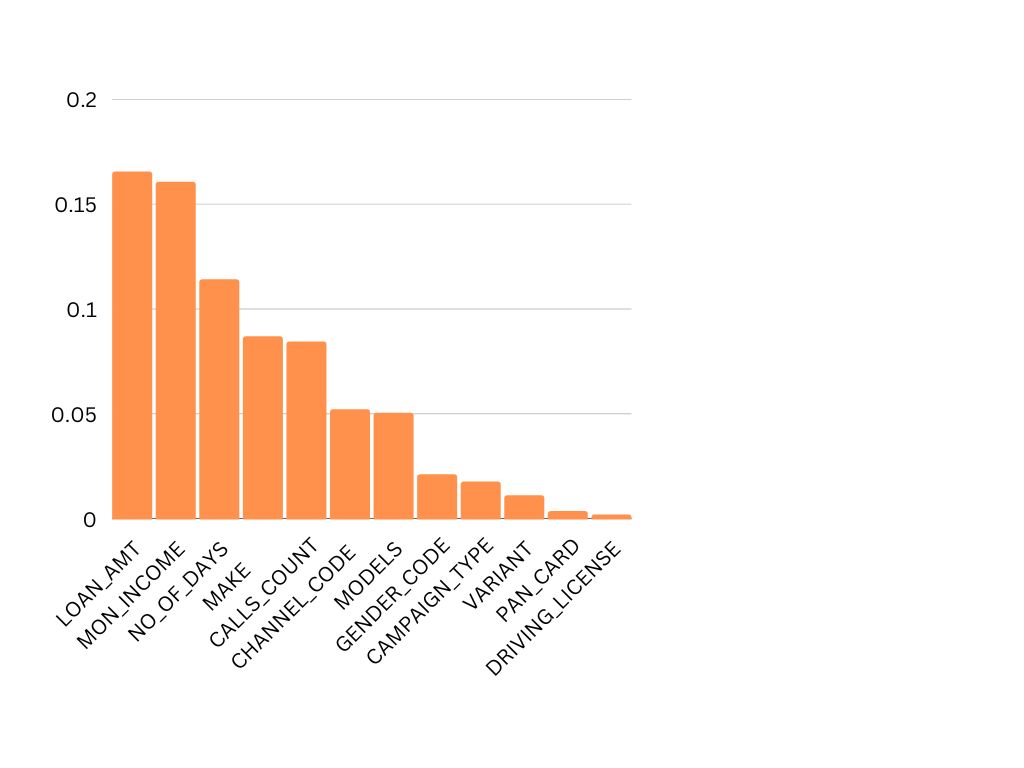 0.2
0.15
0.1
0.05
0
LOAN_AMT
MON_INCOME
NO_OF_DAYS
MAKE
CALLS_COUNT
CHANNEL_CODE
MODELS
GENDER_CODE
CAMPAIGN_TYPE
VARIANT
PAN_CARD
DRIVING_LICENSE